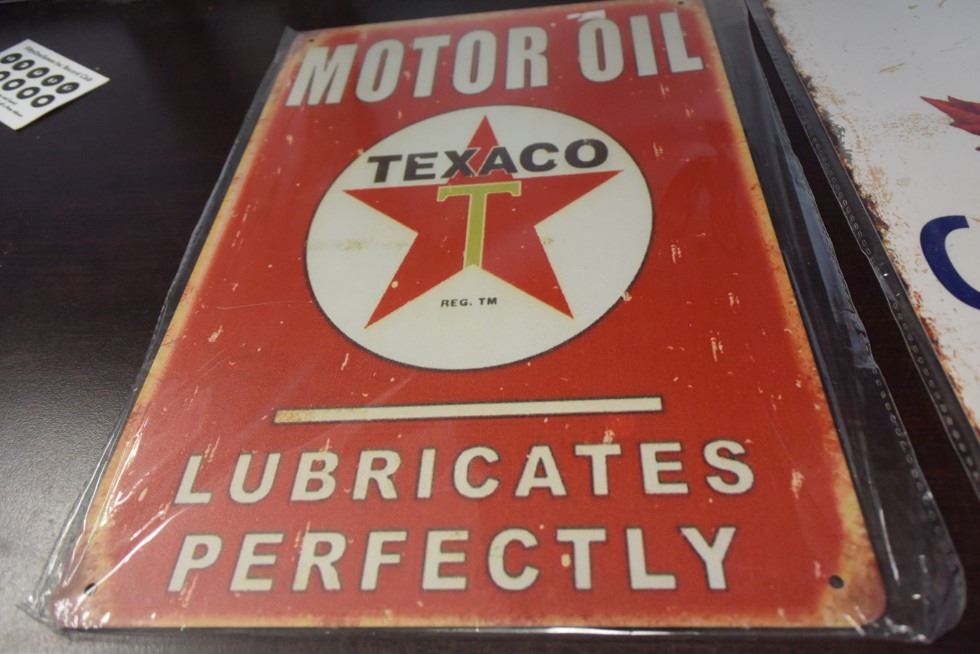 MOTOR OIL
TEXACO
T
REG. TM
LUBRICATES
PERFECTLY